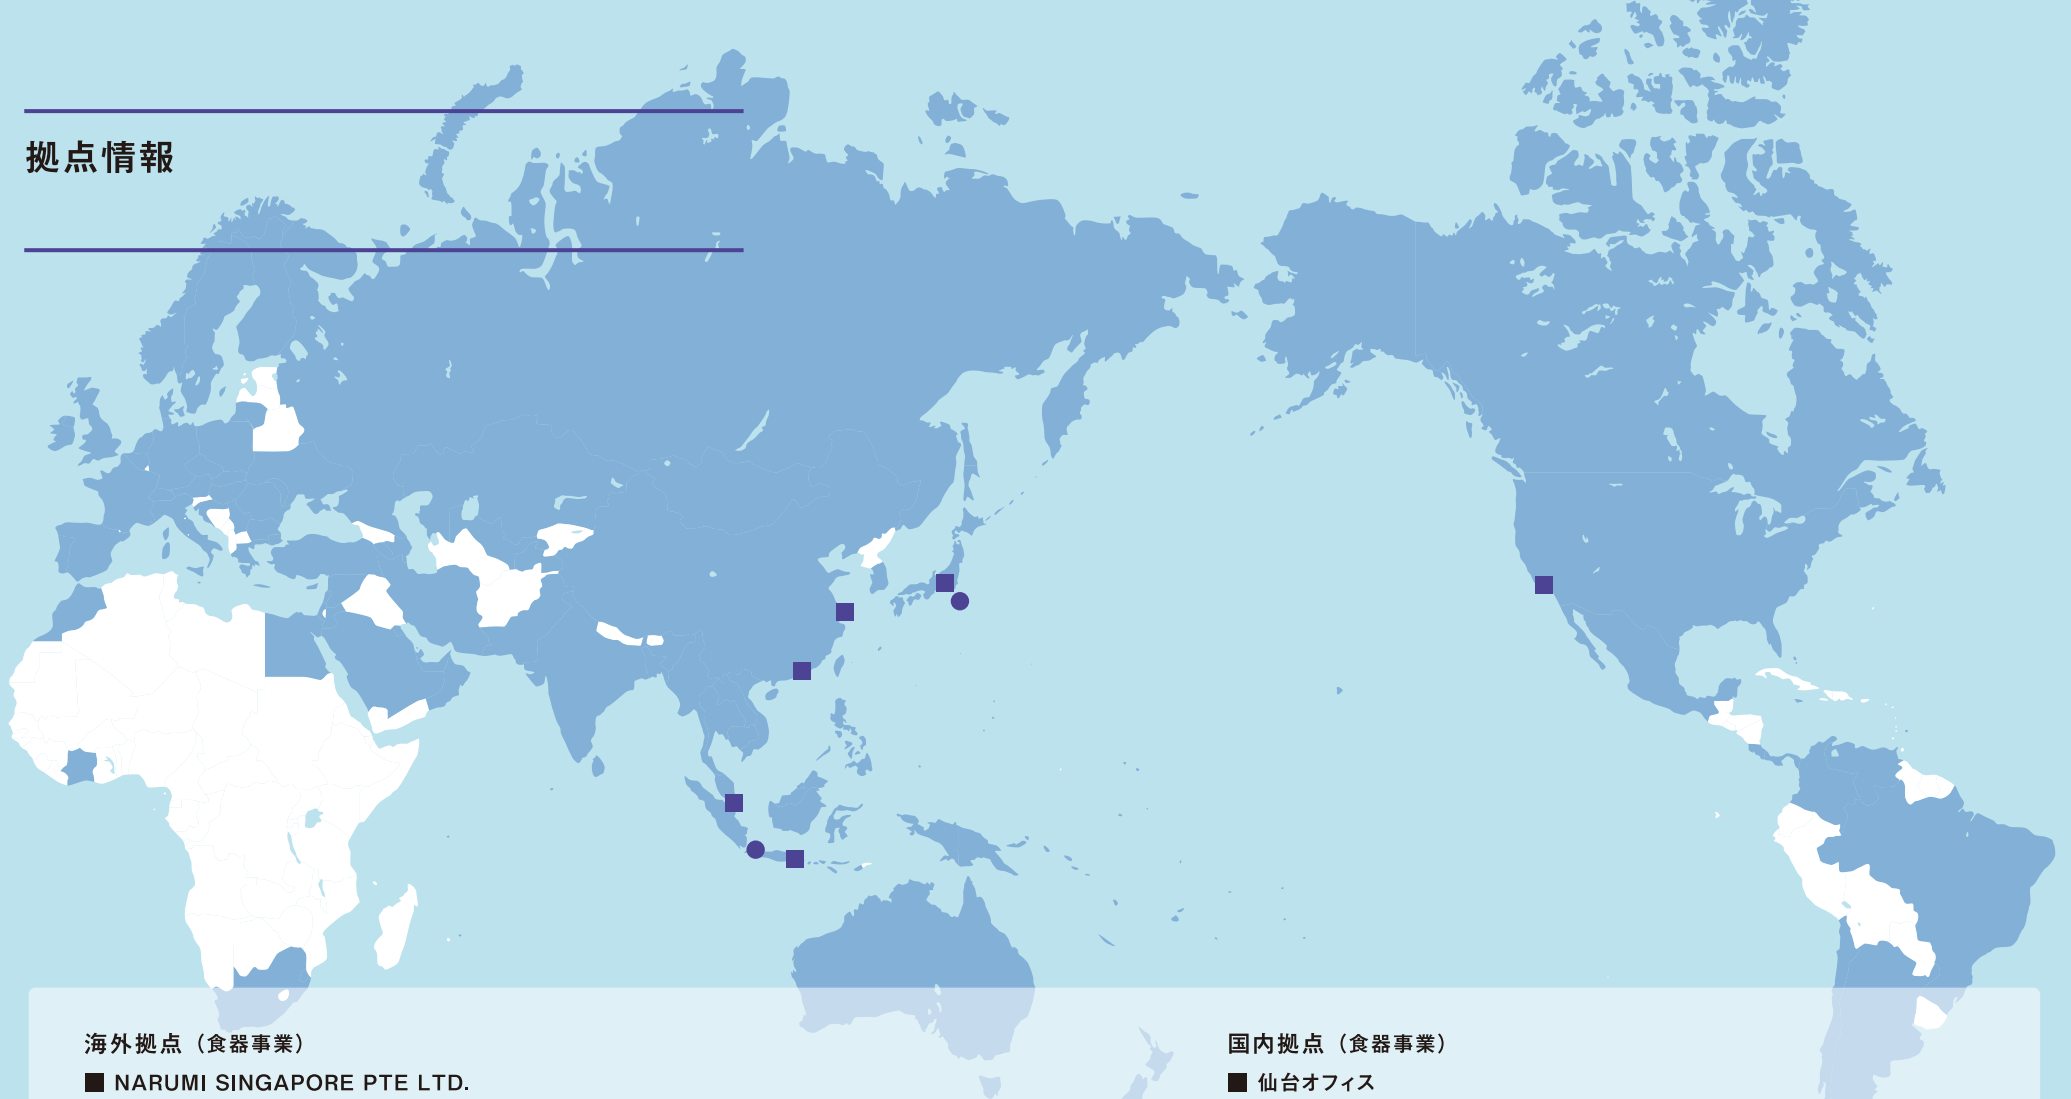 拠点情報
海外拠点（食器事業）
■ NARUMI SINGAPORE PTE LTD.
国内拠点（食器事業）
■ 仙台オフィス